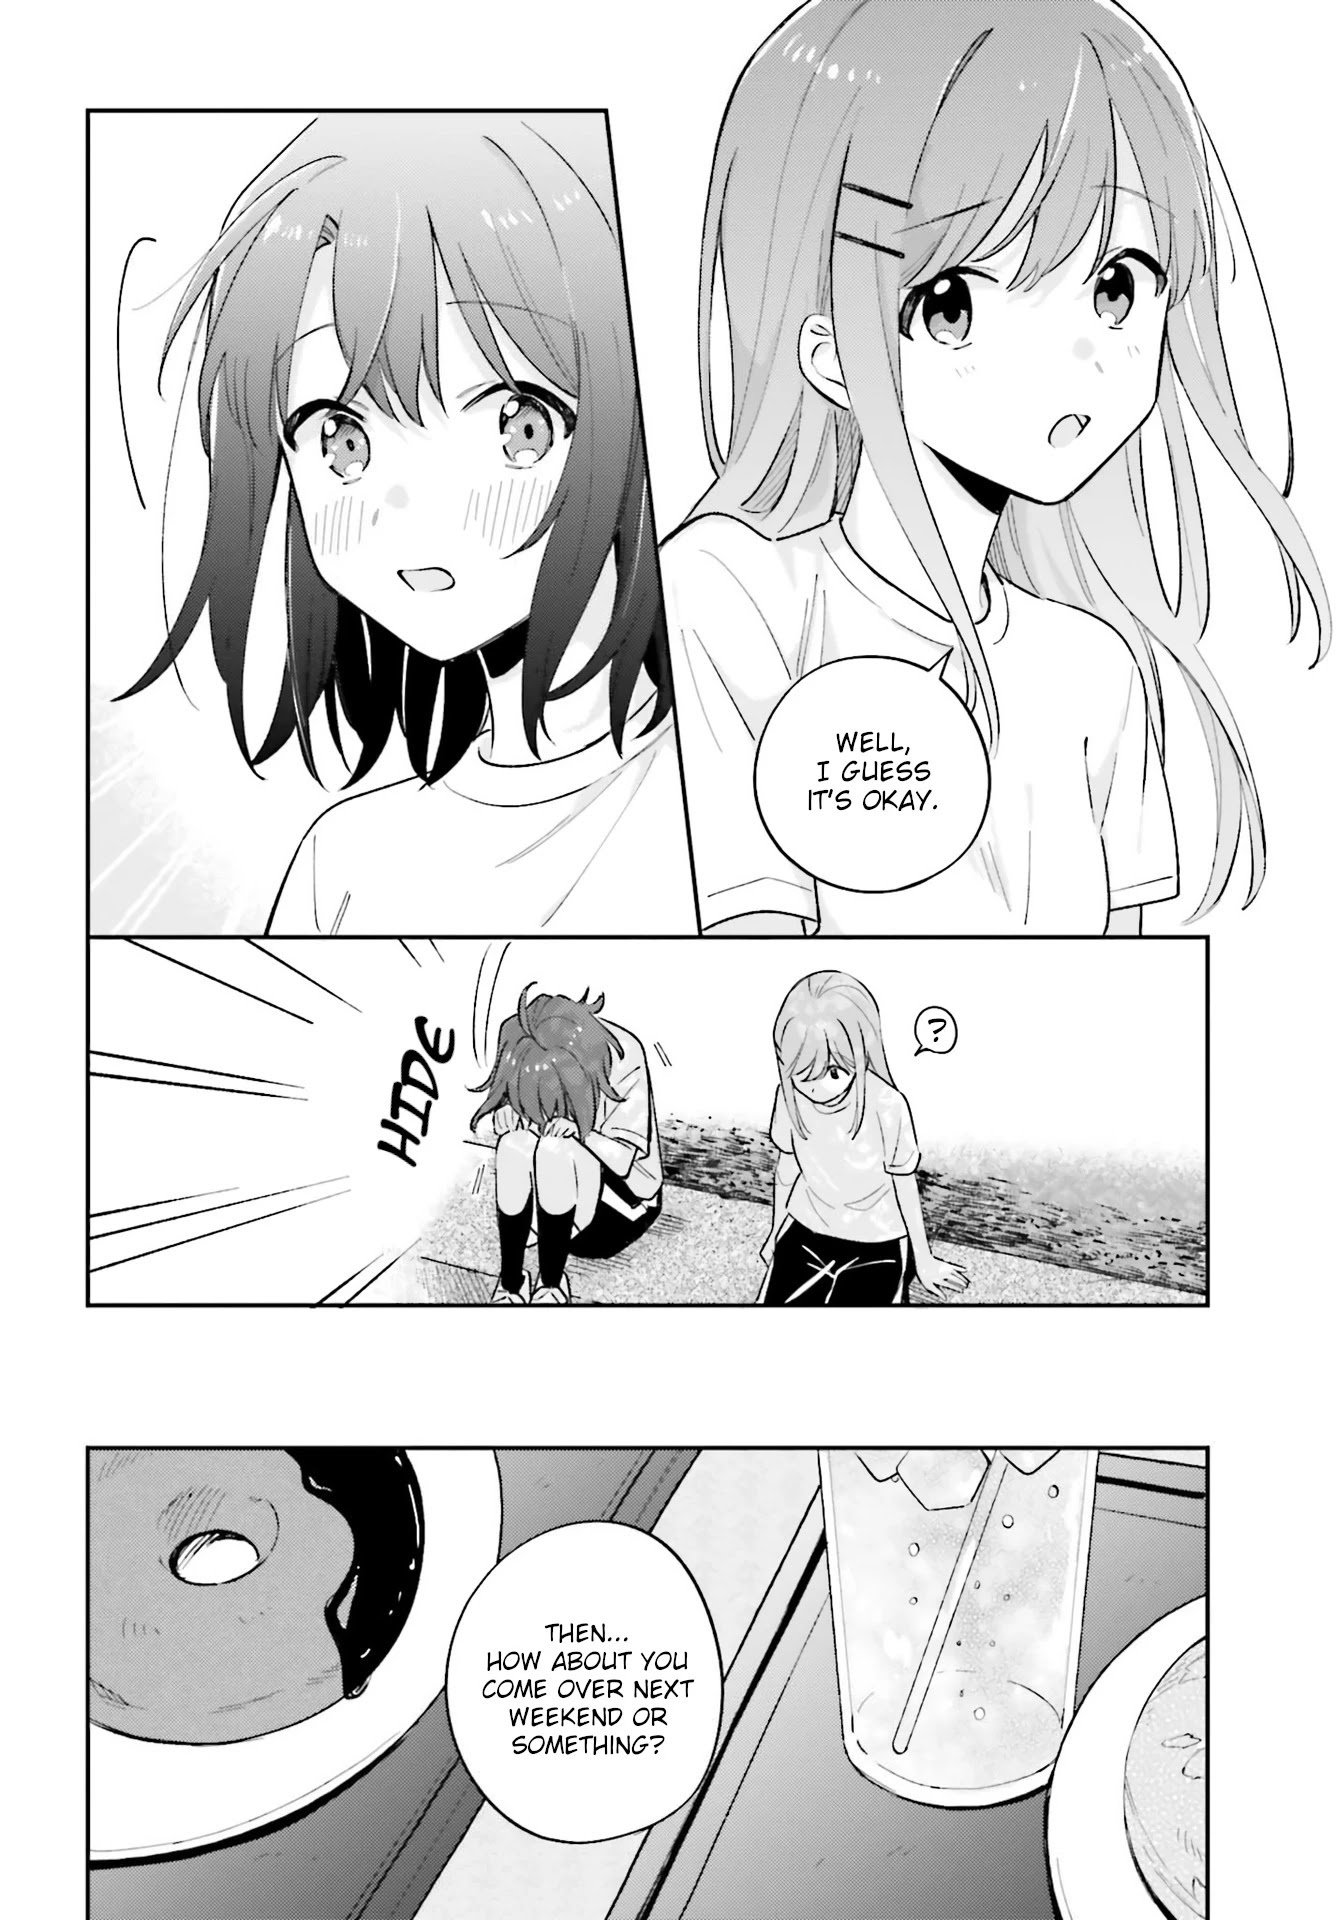 WELL,
I GUESS
IT'S OKAY.
HIDE
?
THEN...
HOW ABOUT YOU
COME OVER NEXT
WEEKEND OR
SOMETHING?